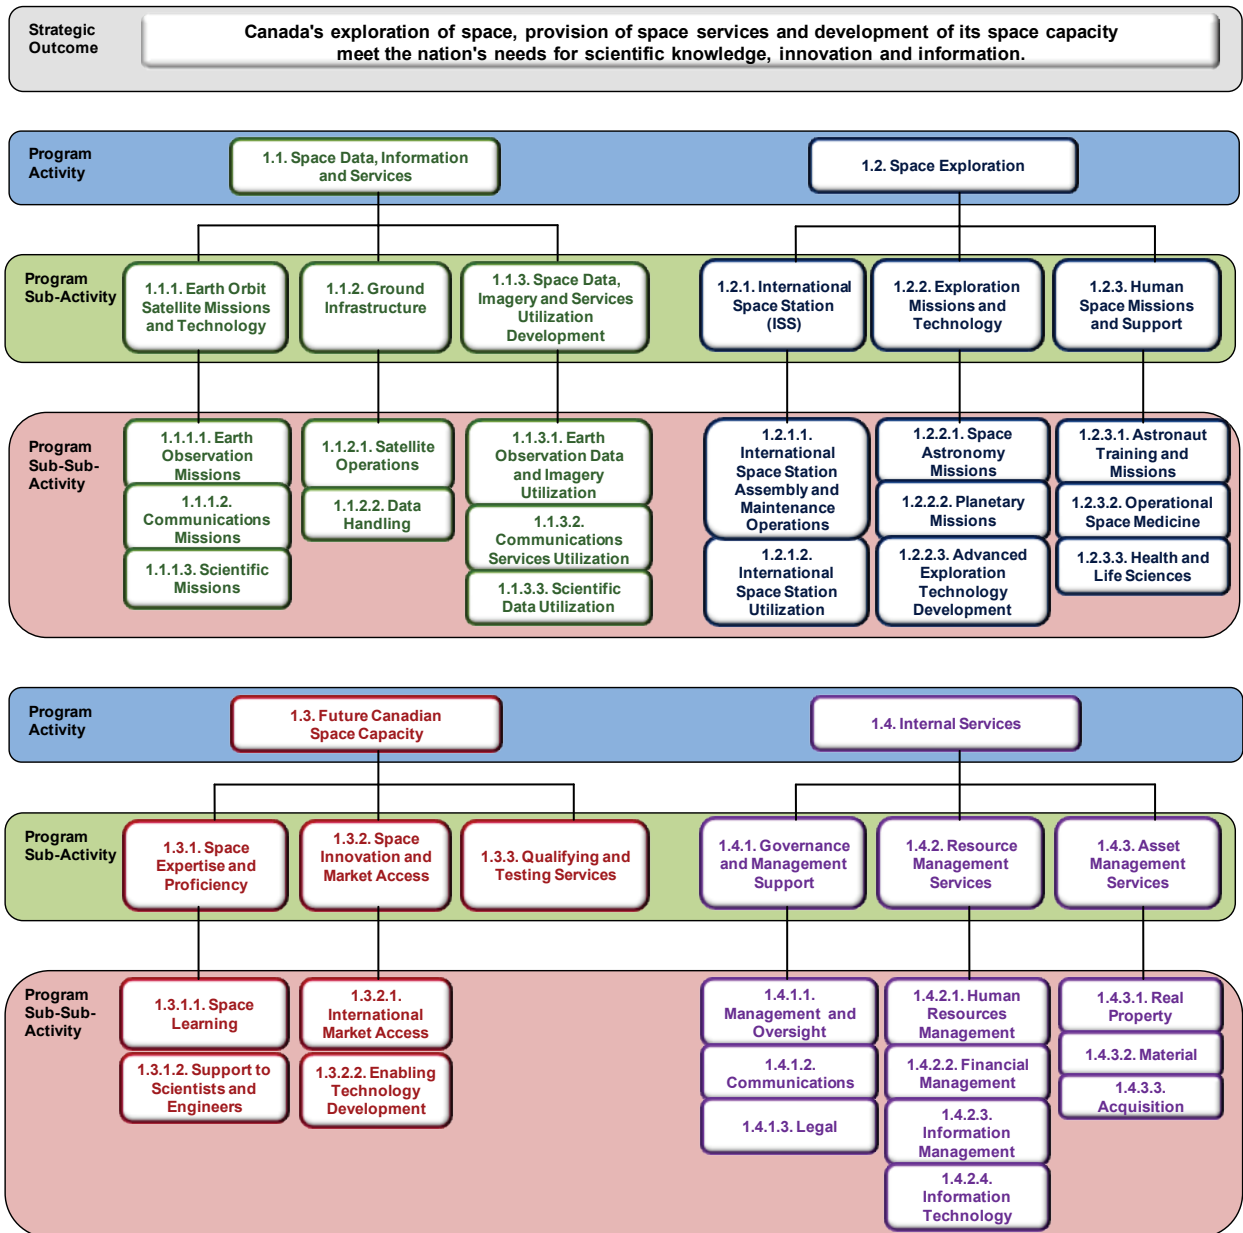 Strategic
Outcome
Canada's exploration of space, provision of space services and development of its space capacity
meet the nation's needs for scientific knowledge, innovation and information.
Program
Activity
1.1. Space Data, Information
and Services
1.2. Space Exploration
Program
Sub-Activity
1.1.1. Earth Orbit
Satellite Missions
and Technology
1.1.2. Ground
Infrastructure
1.1.3. Space Data,
Imagery and Services
Utilization
Development
1.2.1. International
Space Station
(ISS)
1.2.2. Exploration
Missions and
Technology
1.2.3. Human
Space Missions
and Support
Program
Sub-Sub-
Activity
1.1.1.1. Earth
Observation
Missions
1.1.1.2.
Communications
Missions
1.1.1.3. Scientific
Missions
1.1.2.1. Satellite
Operations
1.1.2.2. Data
Handling
1.1.3.1. Earth
Observation Data
and Imagery
Utilization
1.1.3.2.
Communications
Services Utilization
1.1.3.3. Scientific
Data Utilization
1.2.1.1.
International
Space Station
Assembly and
Maintenance
Operations
1.2.1.2.
International
Space Station
Utilization
1.2.2.1. Space
Astronomy
Missions
1.2.2.2. Planetary
Missions
1.2.2.3. Advanced
Exploration
Technology
Development
1.2.3.1. Astronaut
Training and
Missions
1.2.3.2. Operational
Space Medicine
1.2.3.3. Health and
Life Sciences
Program
Activity
1.3. Future Canadian
Space Capacity
1.4. Internal Services
Program
Sub-Activity
1.3.1. Space
Expertise and
Proficiency
1.3.2. Space
Innovation and
Market Access
1.3.3. Qualifying and
Testing Services
1.4.1. Governance
and Management
Support
1.4.2. Resource
Management
Services
1.4.3. Asset
Management
Services
Program
Sub-Sub-
Activity
1.3.1.1. Space
Learning
1.3.1.2. Support to
Scientists and
Engineers
1.3.2.1.
International
Market Access
1.3.2.2. Enabling
Technology
Development
1.4.1.1.
Management and
Oversight
1.4.1.2.
Communications
1.4.1.3. Legal
1.4.2.1. Human
Resources
Management
1.4.2.2. Financial
Management
1.4.2.3.
Information
Management
1.4.2.4.
Information
Technology
1.4.3.1. Real
Property
1.4.3.2. Material
1.4.3.3.
Acquisition